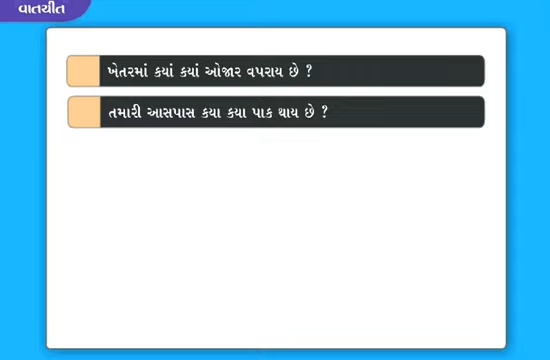 વાતચીત
ખેતરમાં કયાં કયાં ઓજાર વપરાય છે ?
તમારી આસપાસ કયા કયા પાક થાય છે ?